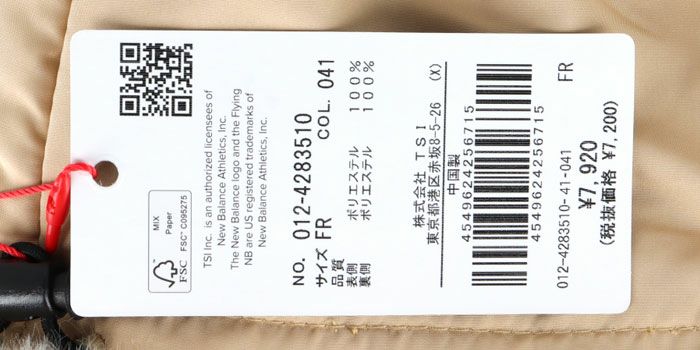 MIX
Paper
FSC™ C095275
FSC
TSI Inc. is an authorized licensees of
New Balance Athletics, Inc.
The New Balance logo and the Flying
NB are US registered trademarks of
New Balance Athletics, Inc.
NO. 012-4283510
サイズ FR COL. 041
品質
表側 ポリエステル 100%
裏側 ポリエステル 100%
株式会社 TSI
東京都港区赤坂8-5-26 (X)
中国製
4549624256715
4549624256715
012-4283510-41-041 FR
¥7,920
(税抜価格 ¥7,200)